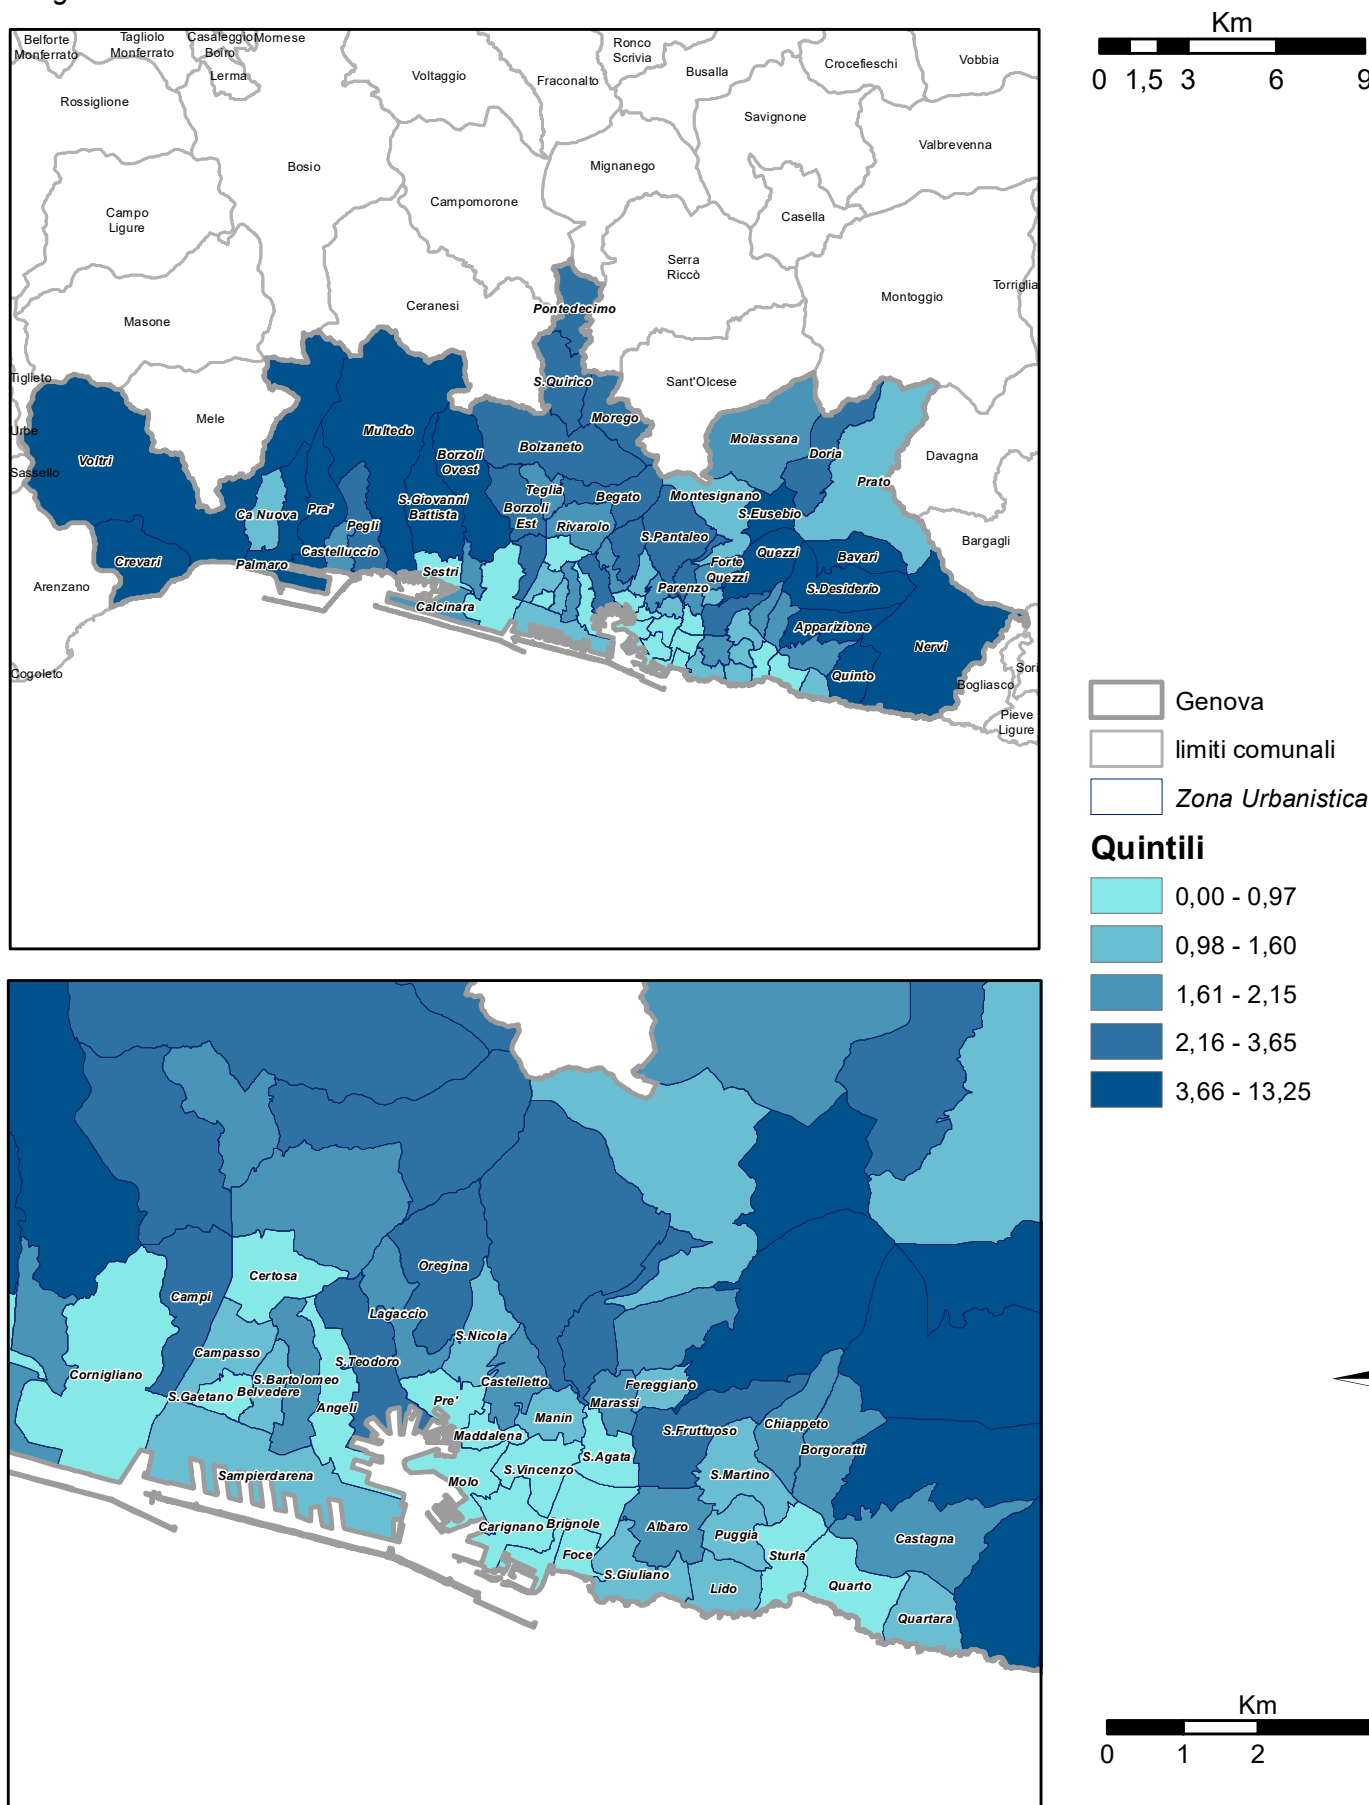 Belforte
Monferrato
Tagliolo
Monferrato
Casaleggio
Boiro
Mornese
Lerma
Rossiglione
Voltaggio
Fraconalto
Ronco
Scrivia
Busalla
Crocefieschi
Vobbia
Savignone
Valbrevenna
Bosio
Mignanego
Campomorone
Casella
Campo
Ligure
Serra
Riccò
Torriglia
Montoggio
Ceranesi
Pontedecimo
Masone
Tiglieto
S.Quirico
Sant'Olcese
Mele
Morego
Urbe
Multedo
Molassana
Bolzaneto
Doria
Davagna
Voltri
Borzoli
Ovest
Sassello
Prato
Teglia
Begato
Montesignano
S.Giovanni
Battista
Ca Nuova
Pra'
Borzoli
Est
S.Eusebio
Pegli
Rivarolo
S.Pantaleo
Bargagli
Castelluccio
Quezzi
Bavari
Crevari
Palmaro
Forte
Quezzi
Sestri
Arenzano
Parenzo
S.Desiderio
Calcinara
Apparizione
Nervi
Cogoleto
Quinto
Sori
Bogliasco
Pieve
Ligure
Km
0 1,5 3 6 9
Genova
limiti comunali
Zona Urbanistica
Quintili
0,00 - 0,97
0,98 - 1,60
1,61 - 2,15
2,16 - 3,65
3,66 - 13,25
Oregina
Certosa
Campi
Lagaccio
S.Nicola
Campasso
S.Teodoro
Cornigliano
S.Bartolomeo
Castelletto
Fereggiano
S.Gaetano
Belvedere
Pre'
Marassi
Angeli
Manin
Chiappeto
Maddalena
S.Fruttuoso
Borgoratti
S.Agata
S.Vincenzo
Sampierdarena
Molo
S.Martino
Carignano
Brignole
Albaro
Puggia
Castagna
Foce
Sturla
S.Giuliano
Lido
Quarto
Quartara
Km
0 1 2